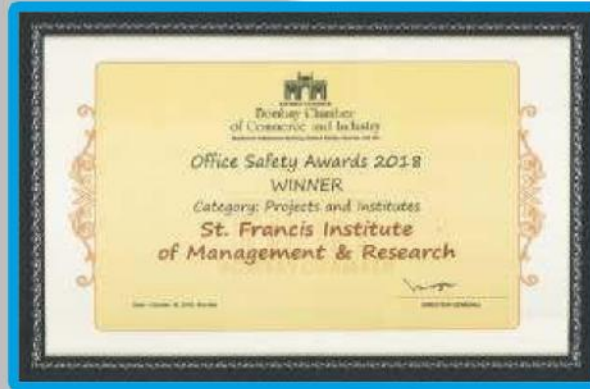 Bombay Chamber
of Commerce and Industry
Office Safety Awards 2018
WINNER
Category: Projects and Institutes
St. Francis Institute
of Management & Research
DIRECTOR GENERAL